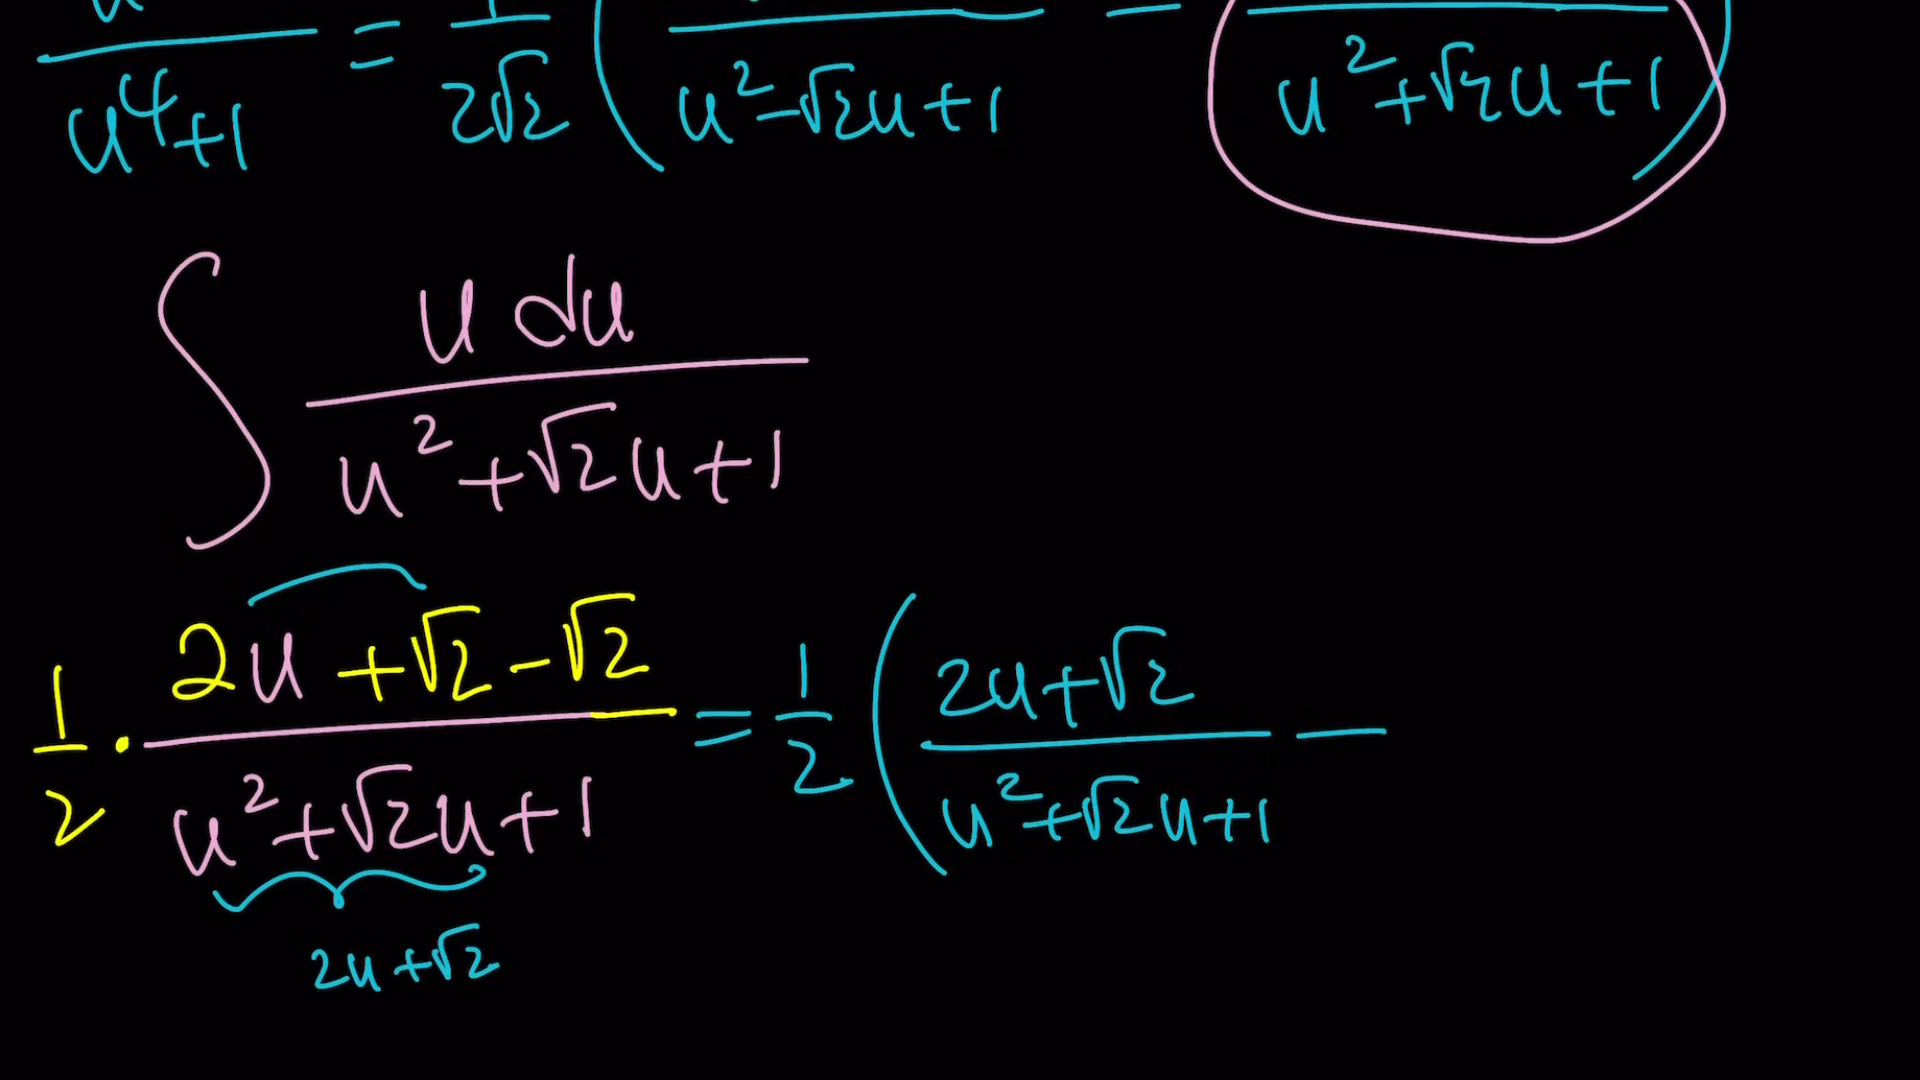 u⁴+1 = 1/2√2 ( /u²-√2u+1 - /u²+√2u+1 )
∫ u du / u²+√2u+1
1/2 · 2u+√2-√2 / u²+√2u+1 = 1/2 ( 2u+√2 / u²+√2u+1 -
2u+√2